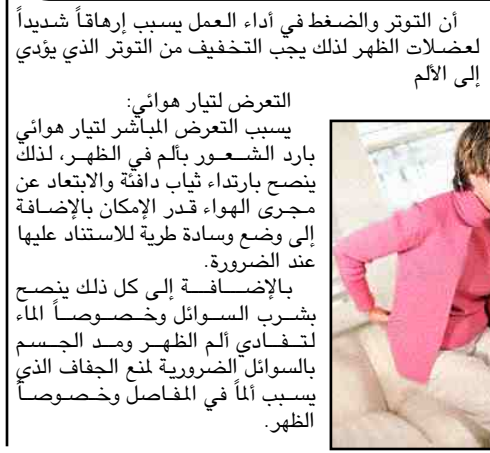 أن التوتر والضغط في أداء العمل يسبب إرهاقاً شديداً
لعضلات الظهر لذلك يجب التخفيف من التوتر الذي يؤدي
إلى الألم
التعرض لتيار هوائي:
يسبب التعرض المباشر لتيار هوائي
بارد الشعور بألم في الظهر، لذلك
ينصح بارتداء ثياب دافئة والابتعاد عن
مجرى الهواء قدر الإمكان بالإضافة
إلى وضع وسادة طرية للاستناد عليها
عند الضرورة.
بالإضافة إلى كل ذلك ينصح
بشرب السوائل وخصوصاً الماء
لتفادي ألم الظهر ومد الجسم
بالسوائل الضرورية لمنع الجفاف الذي
يسبب ألماً في المفاصل وخصوصاً
الظهر.